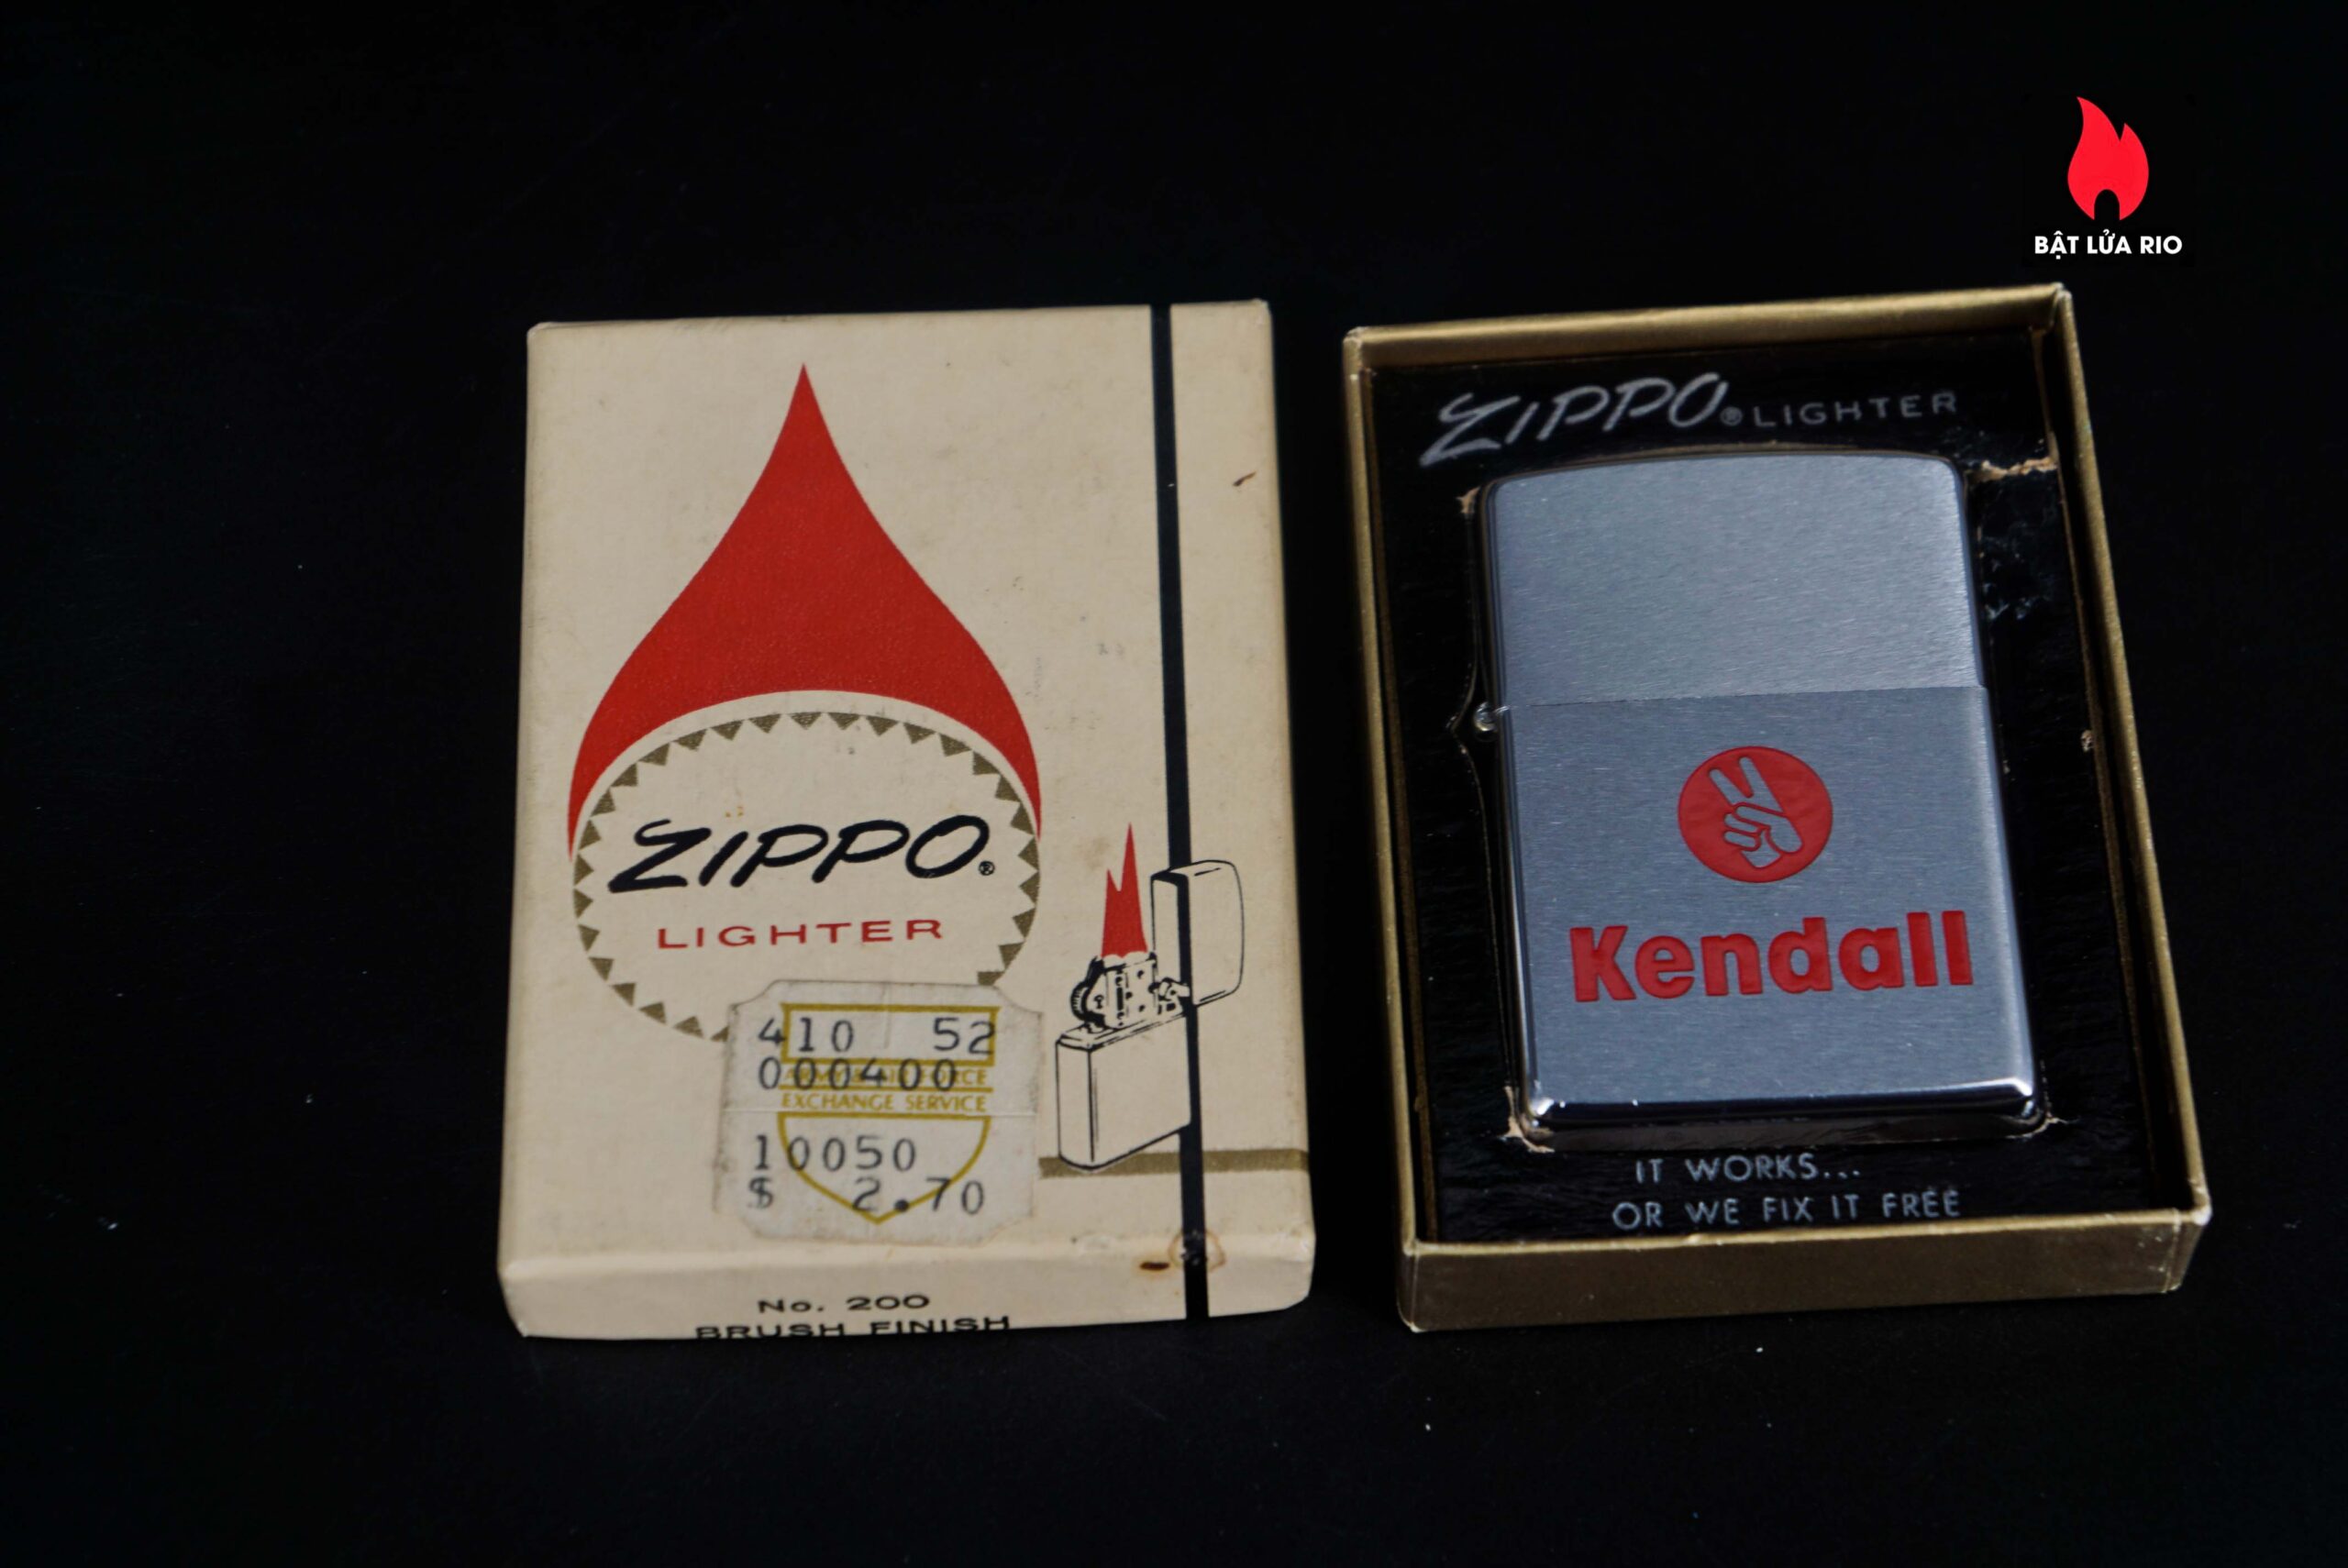 BẬT LỬA RIO
ZIPPO®
LIGHTER
410 52
000400
EXCHANGE SERVICE
10050
$ 2.70
No. 200
BRUSH FINISH
ZIPPO® LIGHTER
Kendall
IT WORKS...
OR WE FIX IT FREE